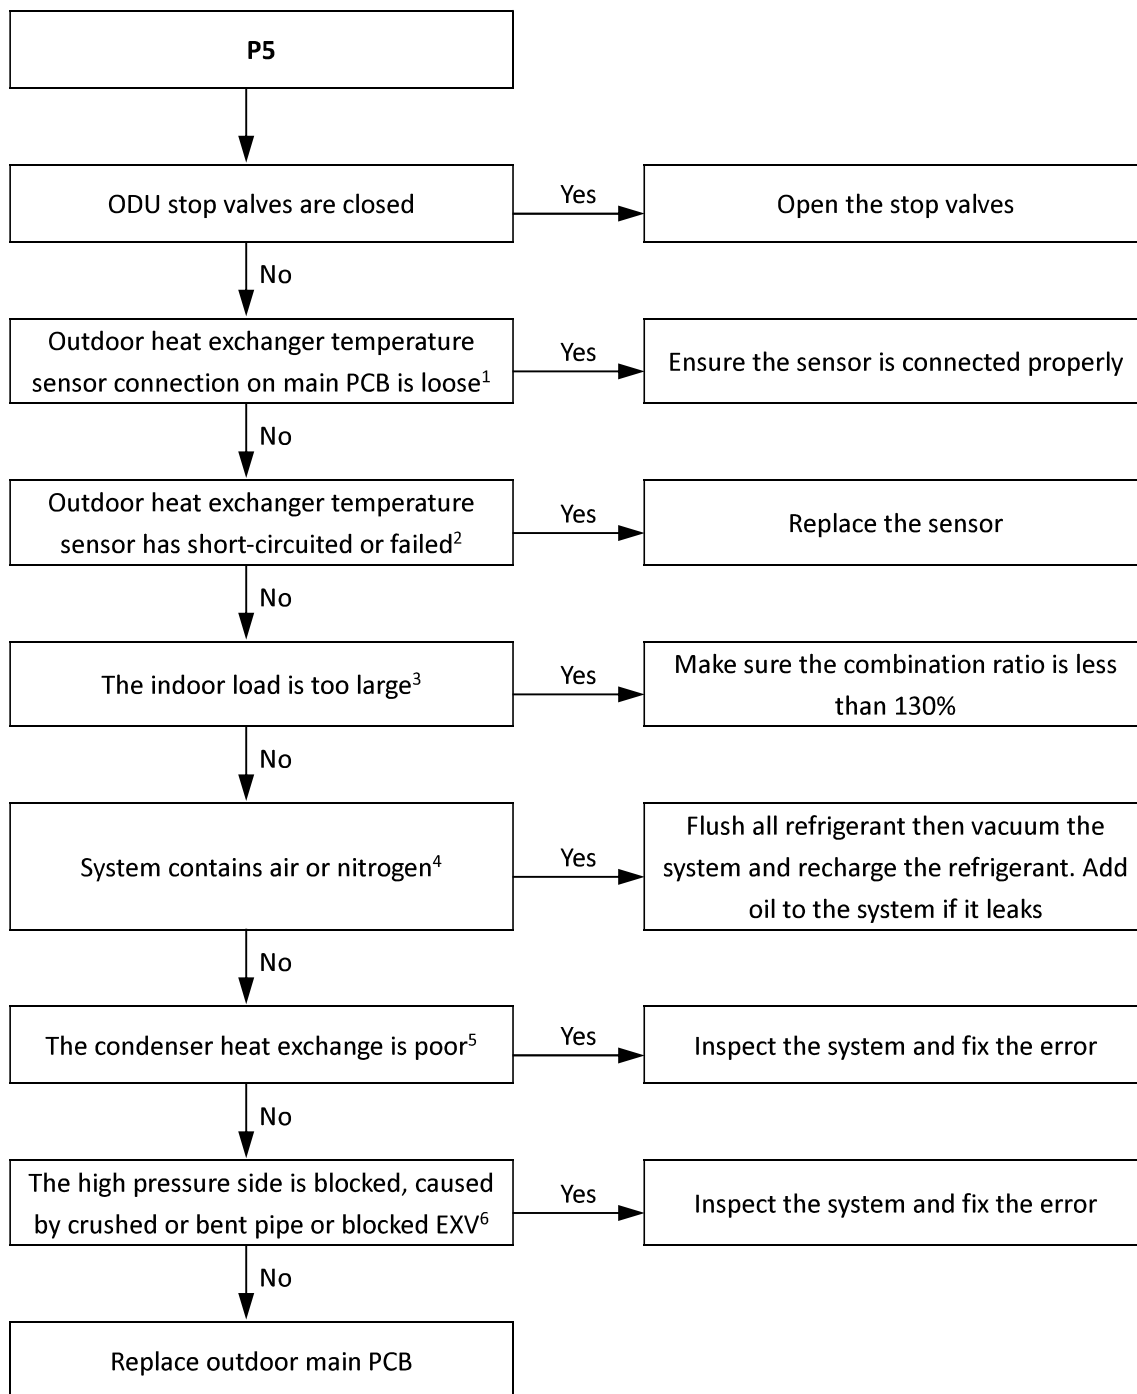 P5
ODU stop valves are closed
Yes
Open the stop valves
No
Outdoor heat exchanger temperature
sensor connection on main PCB is loose¹
Yes
Ensure the sensor is connected properly
No
Outdoor heat exchanger temperature
sensor has short-circuited or failed²
Yes
Replace the sensor
No
The indoor load is too large³
Yes
Make sure the combination ratio is less
than 130%
No
System contains air or nitrogen⁴
Yes
Flush all refrigerant then vacuum the
system and recharge the refrigerant. Add
oil to the system if it leaks
No
The condenser heat exchange is poor⁵
Yes
Inspect the system and fix the error
No
The high pressure side is blocked, caused
by crushed or bent pipe or blocked EXV⁶
Yes
Inspect the system and fix the error
No
Replace outdoor main PCB